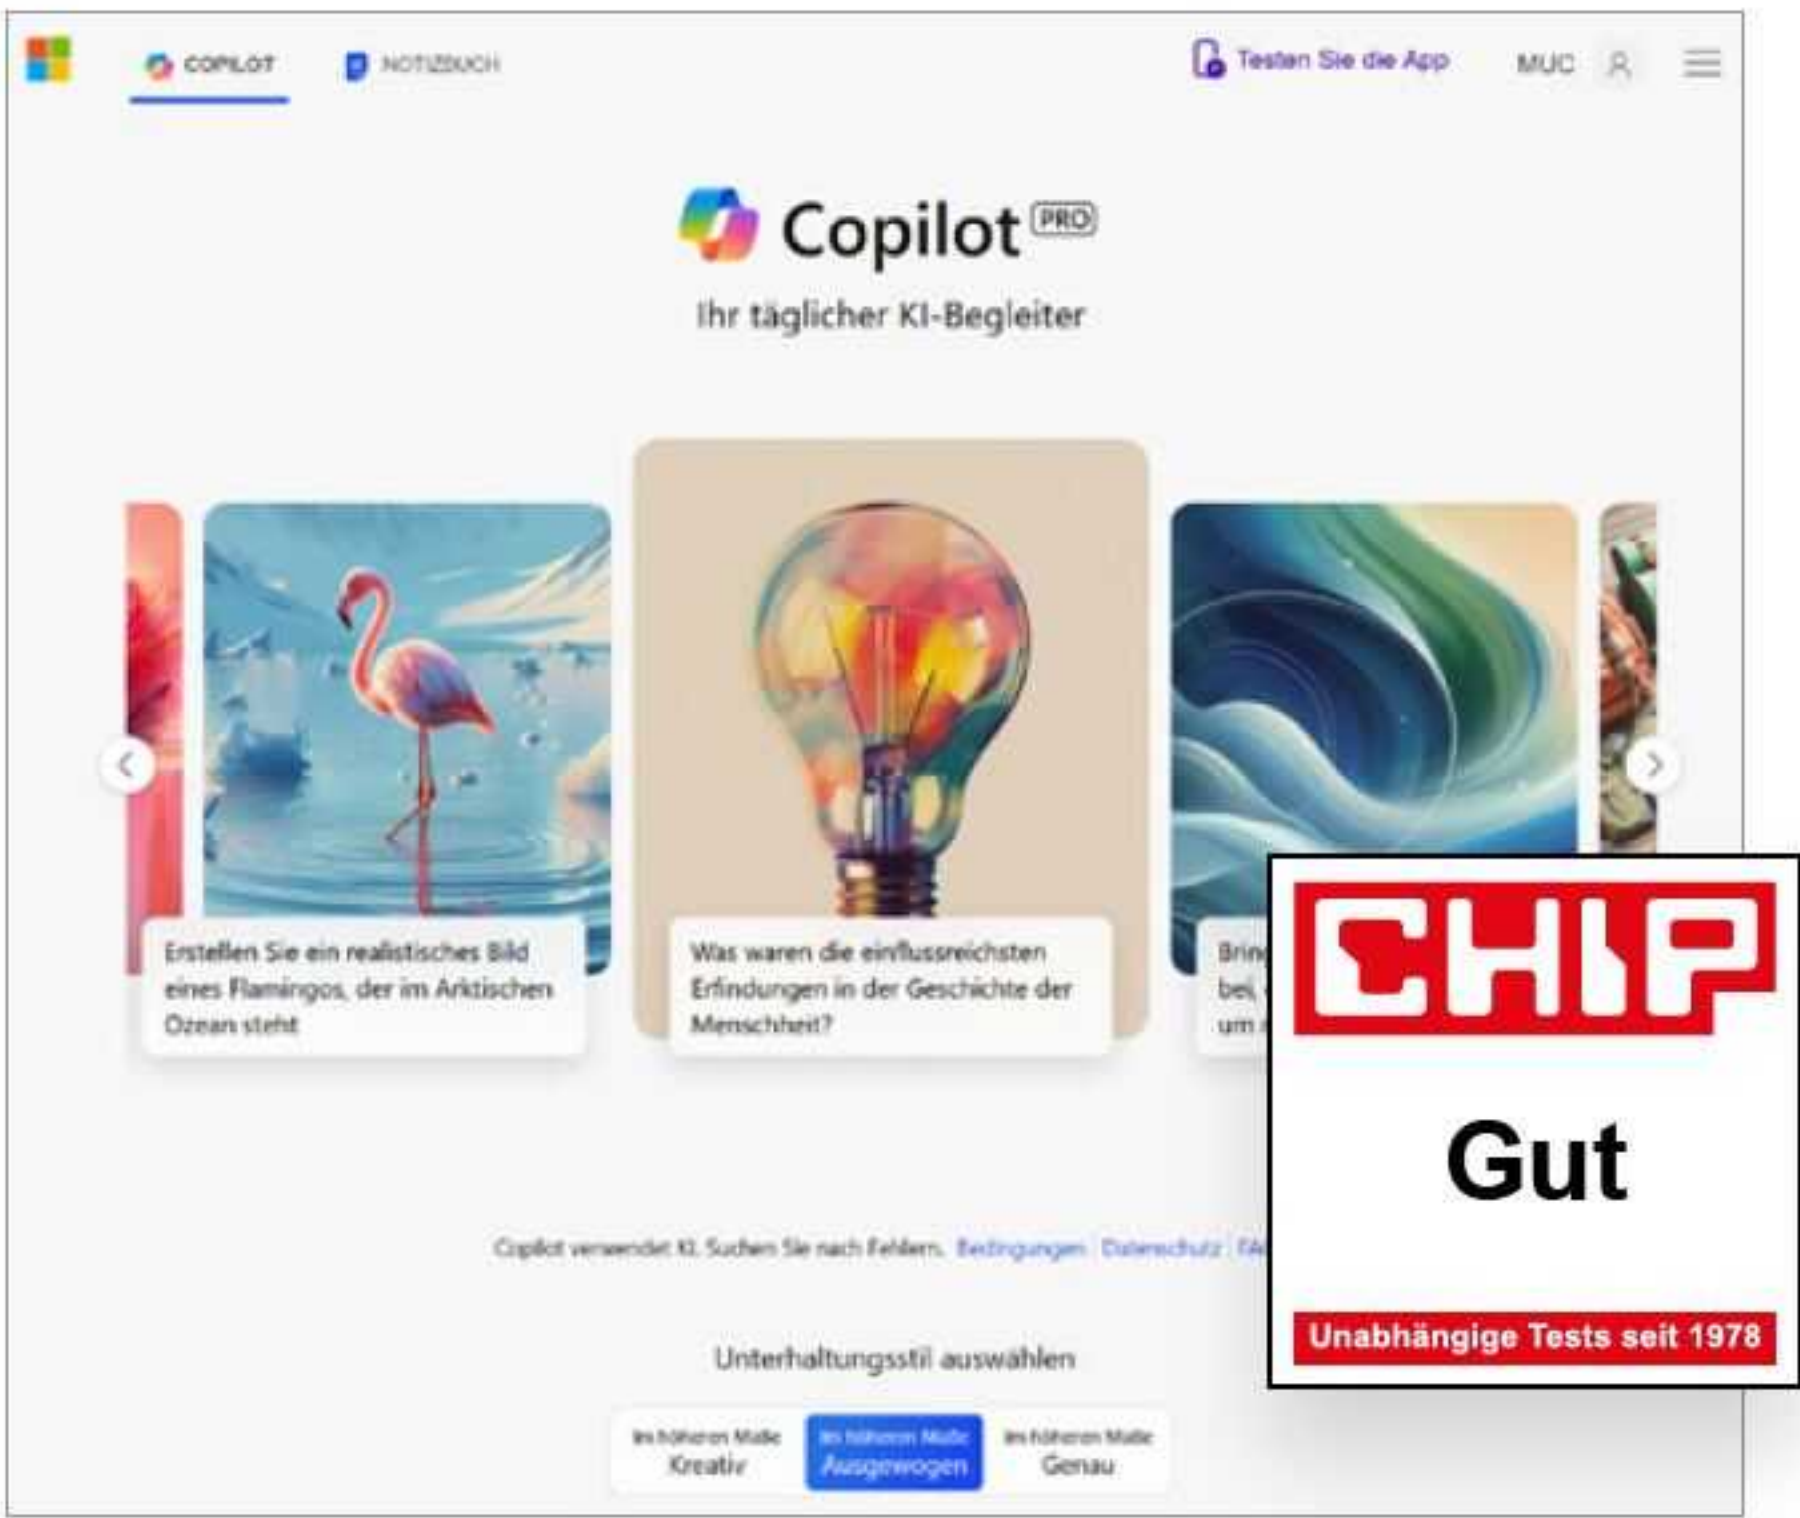 COPILOT
NOTIZBUCH
Testen Sie die App
MUC
Copilot PRO
Ihr täglicher KI-Begleiter
Erstellen Sie ein realistisches Bild
eines Flamingos, der im Arktischen
Ozean steht
Was waren die einflussreichsten
Erfindungen in der Geschichte der
Menschheit?
bei,
um
CHIP
Gut
Unabhängige Tests seit 1978
Copilot verwendet KI. Suchen Sie nach Fehlern. Bedingungen Datenschutz
Unterhaltungsstil auswählen
Im höheren Maße
Kreativ
Im höheren Maße
Ausgewogen
Im höheren Maße
Genau